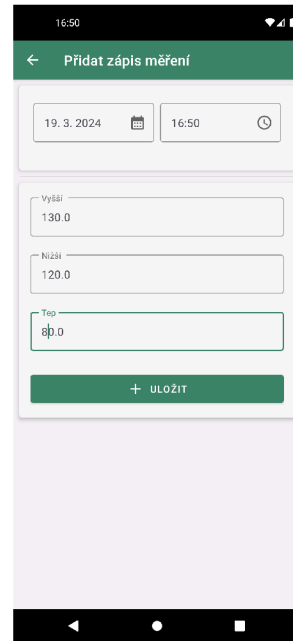 16:50
Přidat zápis měření
19. 3. 2024
16:50
Vyšší
130.0
Nižší
120.0
Tep
80.0
+ ULOŽIT